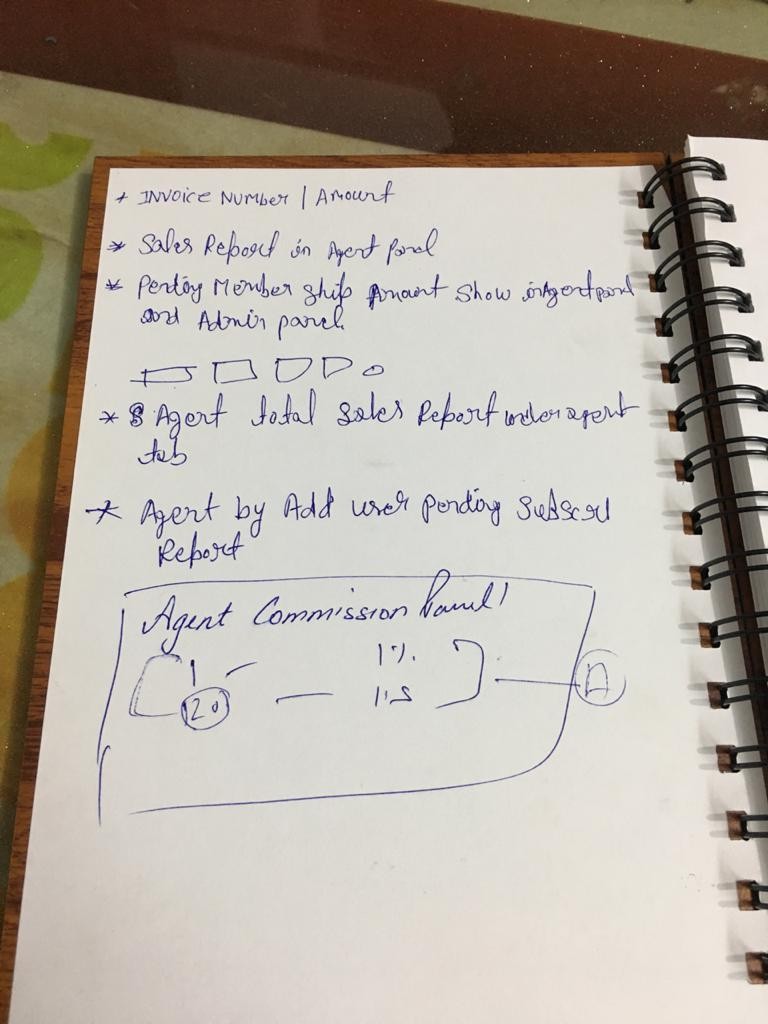 * INVOICE NUMBER | AMOUNT
* Sales Report in Agent Panel
* Pending Member ship Amount Show in Agent panel
and Admin panel
* Agent total Sales Report under agent
tab
* Agent by Add user pending Subscri
Report
Agent Commission Panel
1 - 1%.
120 - 1.5
A